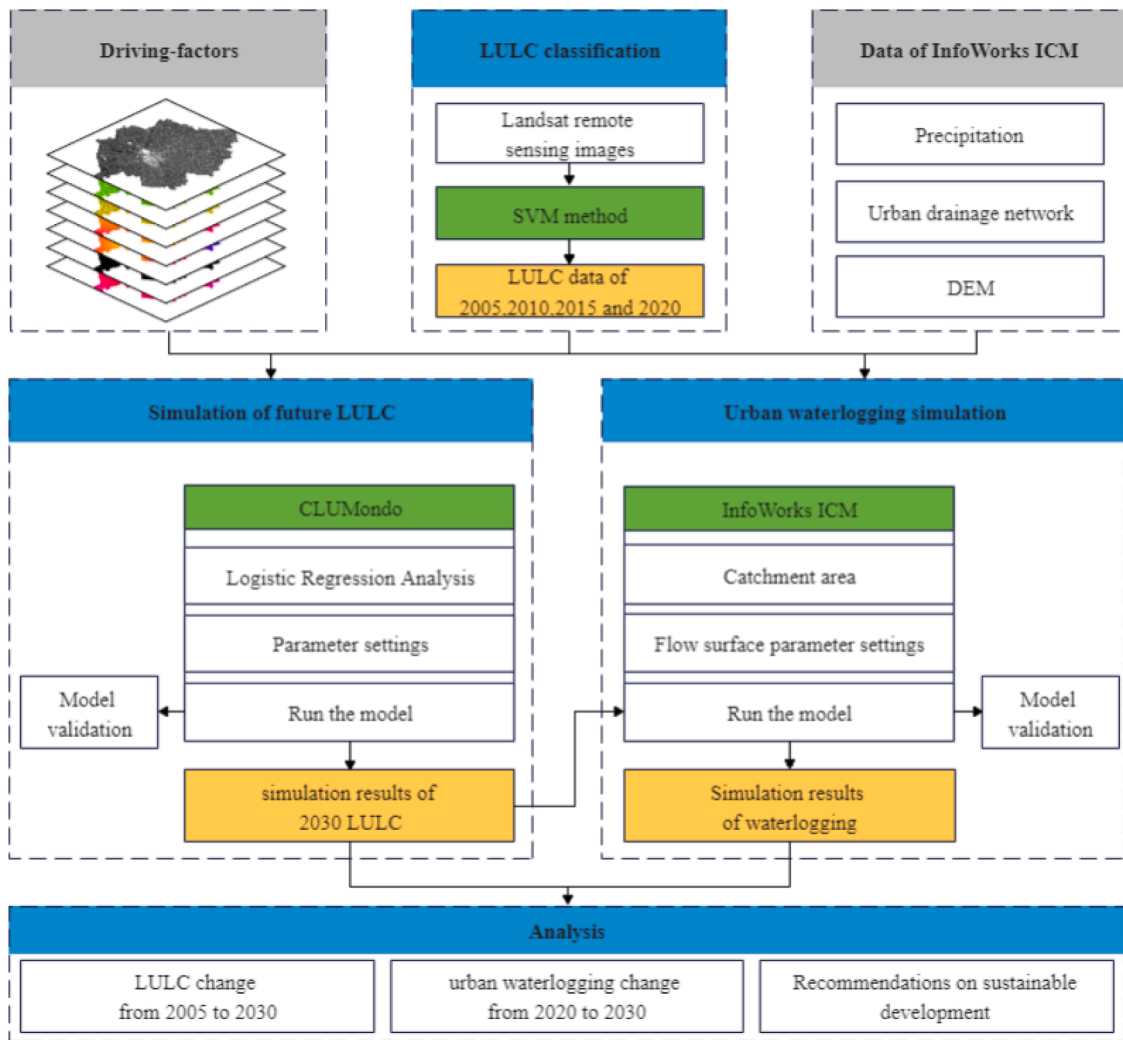 Driving-factors
LULC classification
Landsat remote
sensing images
SVM method
LULC data of
2005,2010,2015 and 2020
Data of InfoWorks ICM
Precipitation
Urban drainage network
DEM
Simulation of future LULC
CLUMondo
Logistic Regression Analysis
Parameter settings
Run the model
Model
validation
simulation results of
2030 LULC
Urban waterlogging simulation
InfoWorks ICM
Catchment area
Flow surface parameter settings
Run the model
Model
validation
Simulation results
of waterlogging
Analysis
LULC change
from 2005 to 2030
urban waterlogging change
from 2020 to 2030
Recommendations on sustainable
development